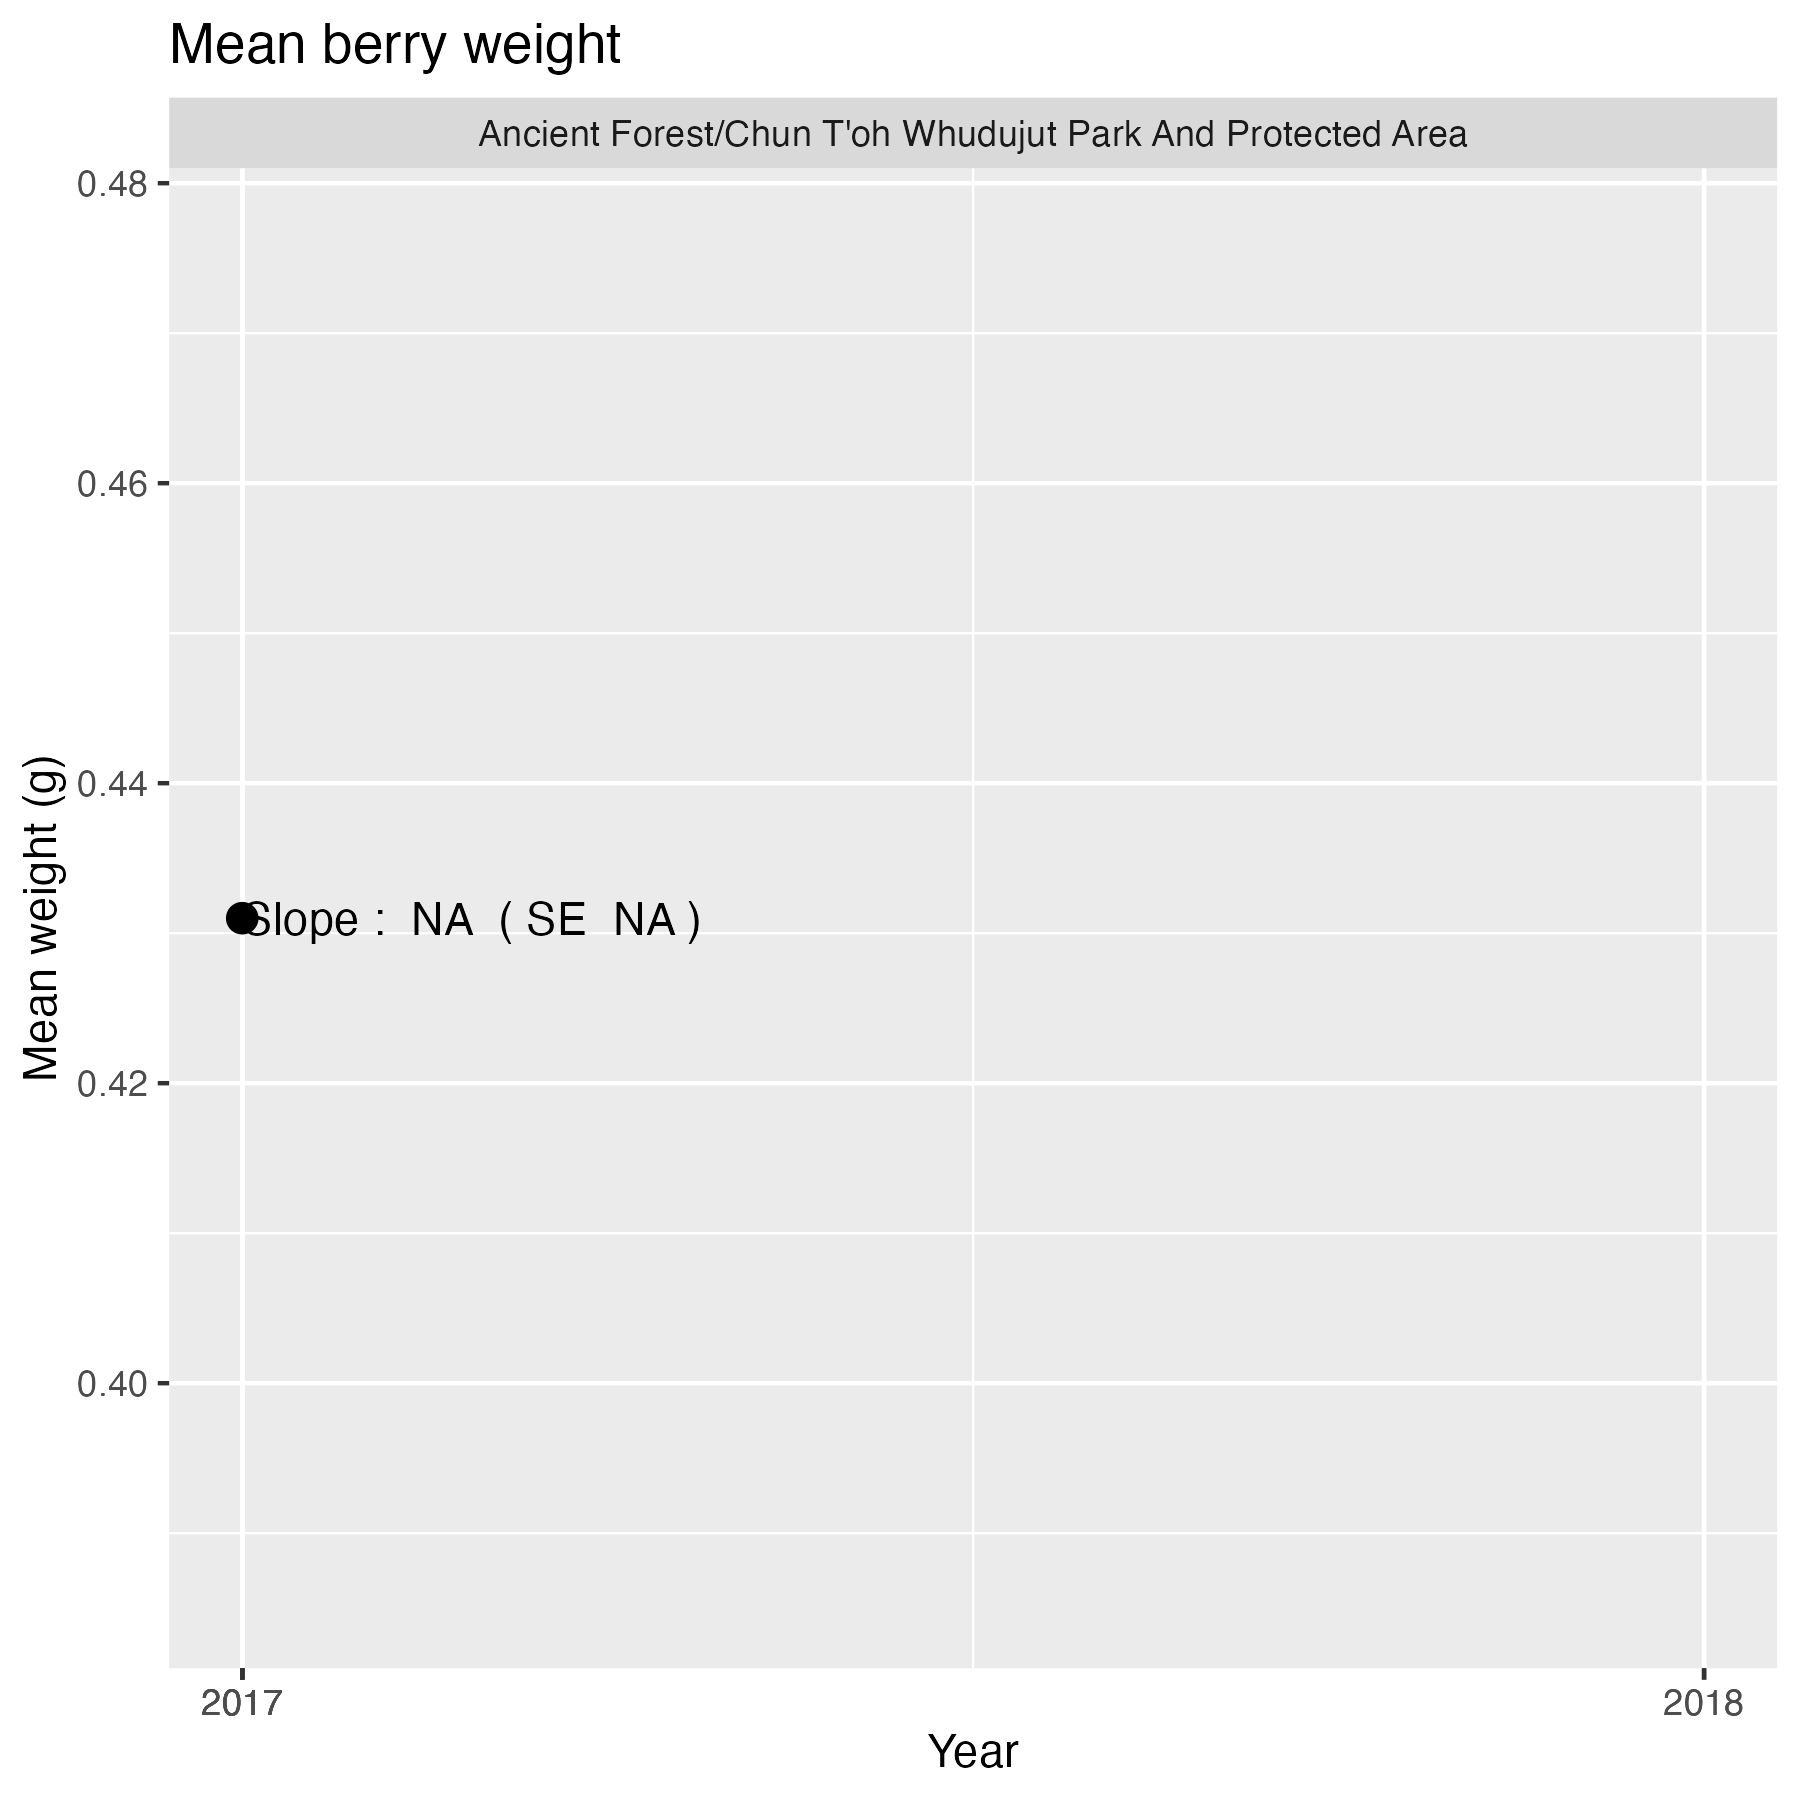 Mean berry weight
Ancient Forest/Chun T'oh Whudujut Park And Protected Area
0.48
0.46
0.44
0.42
0.40
Mean weight (g)
Slope : NA ( SE NA )
2017
2018
Year